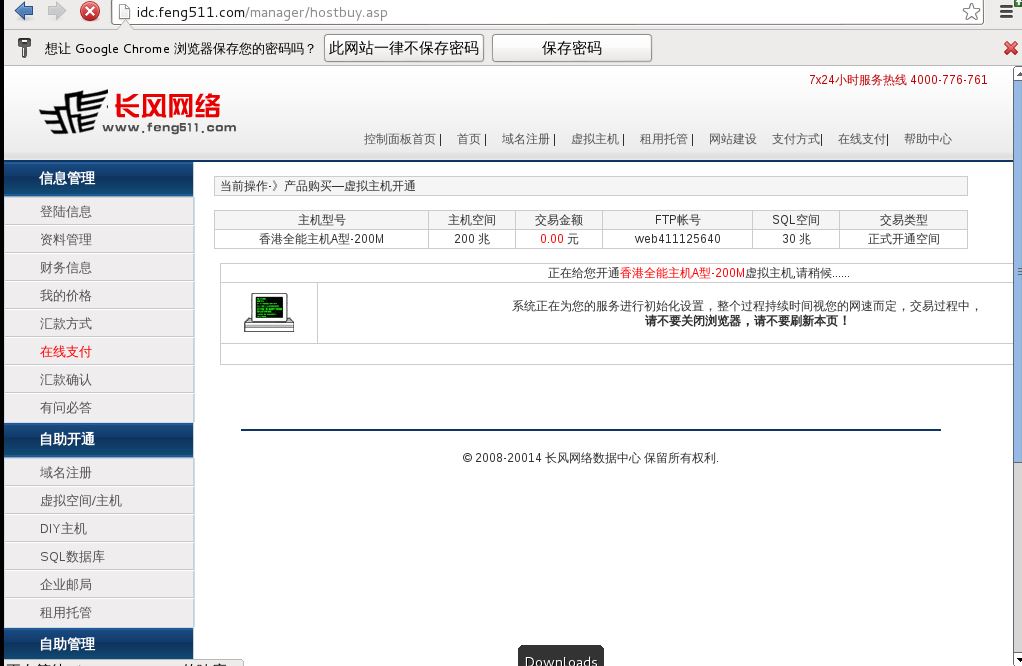 idc.feng511.com/manager/hostbuy.asp
想让 Google Chrome 浏览器保存您的密码吗？ 此网站一律不保存密码 保存密码
7x24小时服务热线 4000-776-761
长风网络
www.feng511.com
控制面板首页 | 首页 | 域名注册 | 虚拟主机 | 租用托管 | 网站建设 支付方式| 在线支付| 帮助中心
信息管理
登陆信息
资料管理
财务信息
我的价格
汇款方式
在线支付
汇款确认
有问必答
自助开通
域名注册
虚拟空间/主机
DIY主机
SQL数据库
企业邮局
租用托管
自助管理
当前操作-》产品购买—虚拟主机开通
主机型号 主机空间 交易金额 FTP帐号 SQL空间 交易类型
香港全能主机A型-200M 200 兆 0.00 元 web411125640 30 兆 正式开通空间
正在给您开通香港全能主机A型-200M虚拟主机,请稍候......
系统正在为您的服务进行初始化设置，整个过程持续时间视您的网速而定，交易过程中，
请不要关闭浏览器，请不要刷新本页！
© 2008-20014 长风网络数据中心 保留所有权利.
Downloads